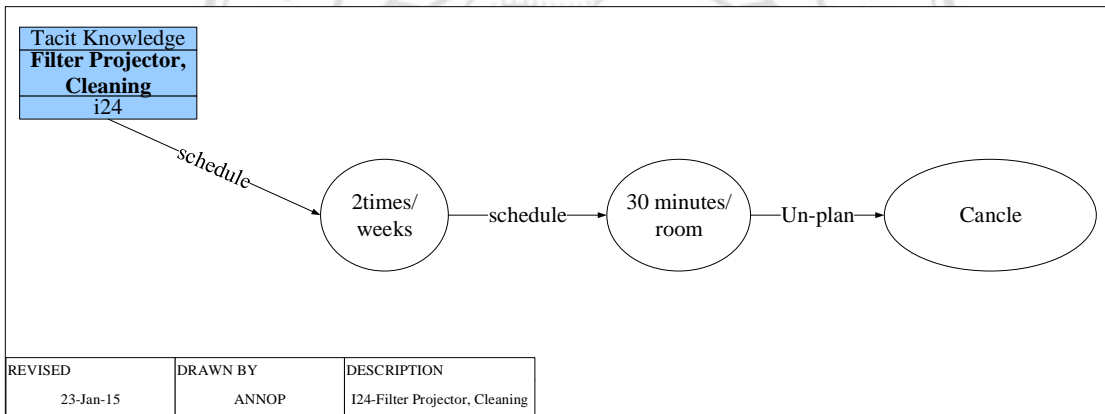 Tacit Knowledge
Filter Projector,
Cleaning
i24
schedule
2times/
weeks
schedule
30 minutes/
room
Un-plan
Cancle
REVISED
DRAWN BY
DESCRIPTION
23-Jan-15
ANNOP
I24-Filter Projector, Cleaning